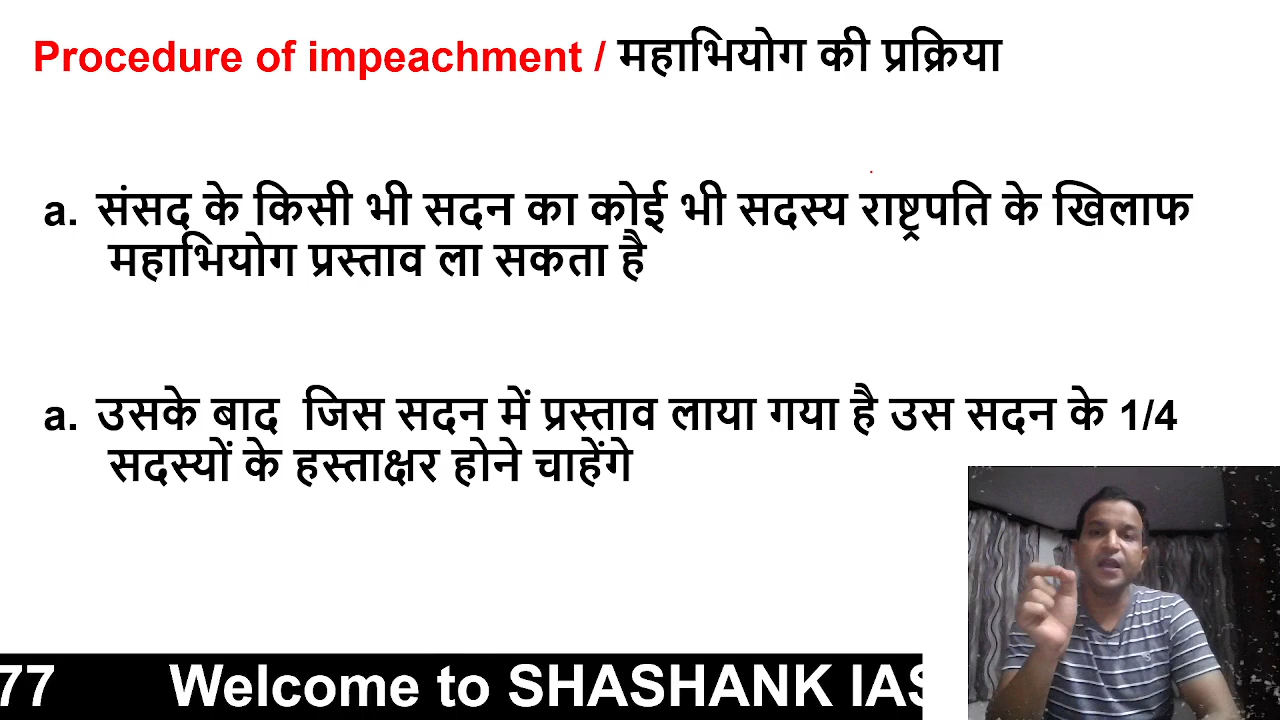 Procedure of impeachment / महाभियोग की प्रक्रिया
a. संसद के किसी भी सदन का कोई भी सदस्य राष्ट्रपति के खिलाफ
महाभियोग प्रस्ताव ला सकता है
a. उसके बाद जिस सदन में प्रस्ताव लाया गया है उस सदन के 1/4
सदस्यों के हस्ताक्षर होने चाहेंगे
77 Welcome to SHASHANK IAS